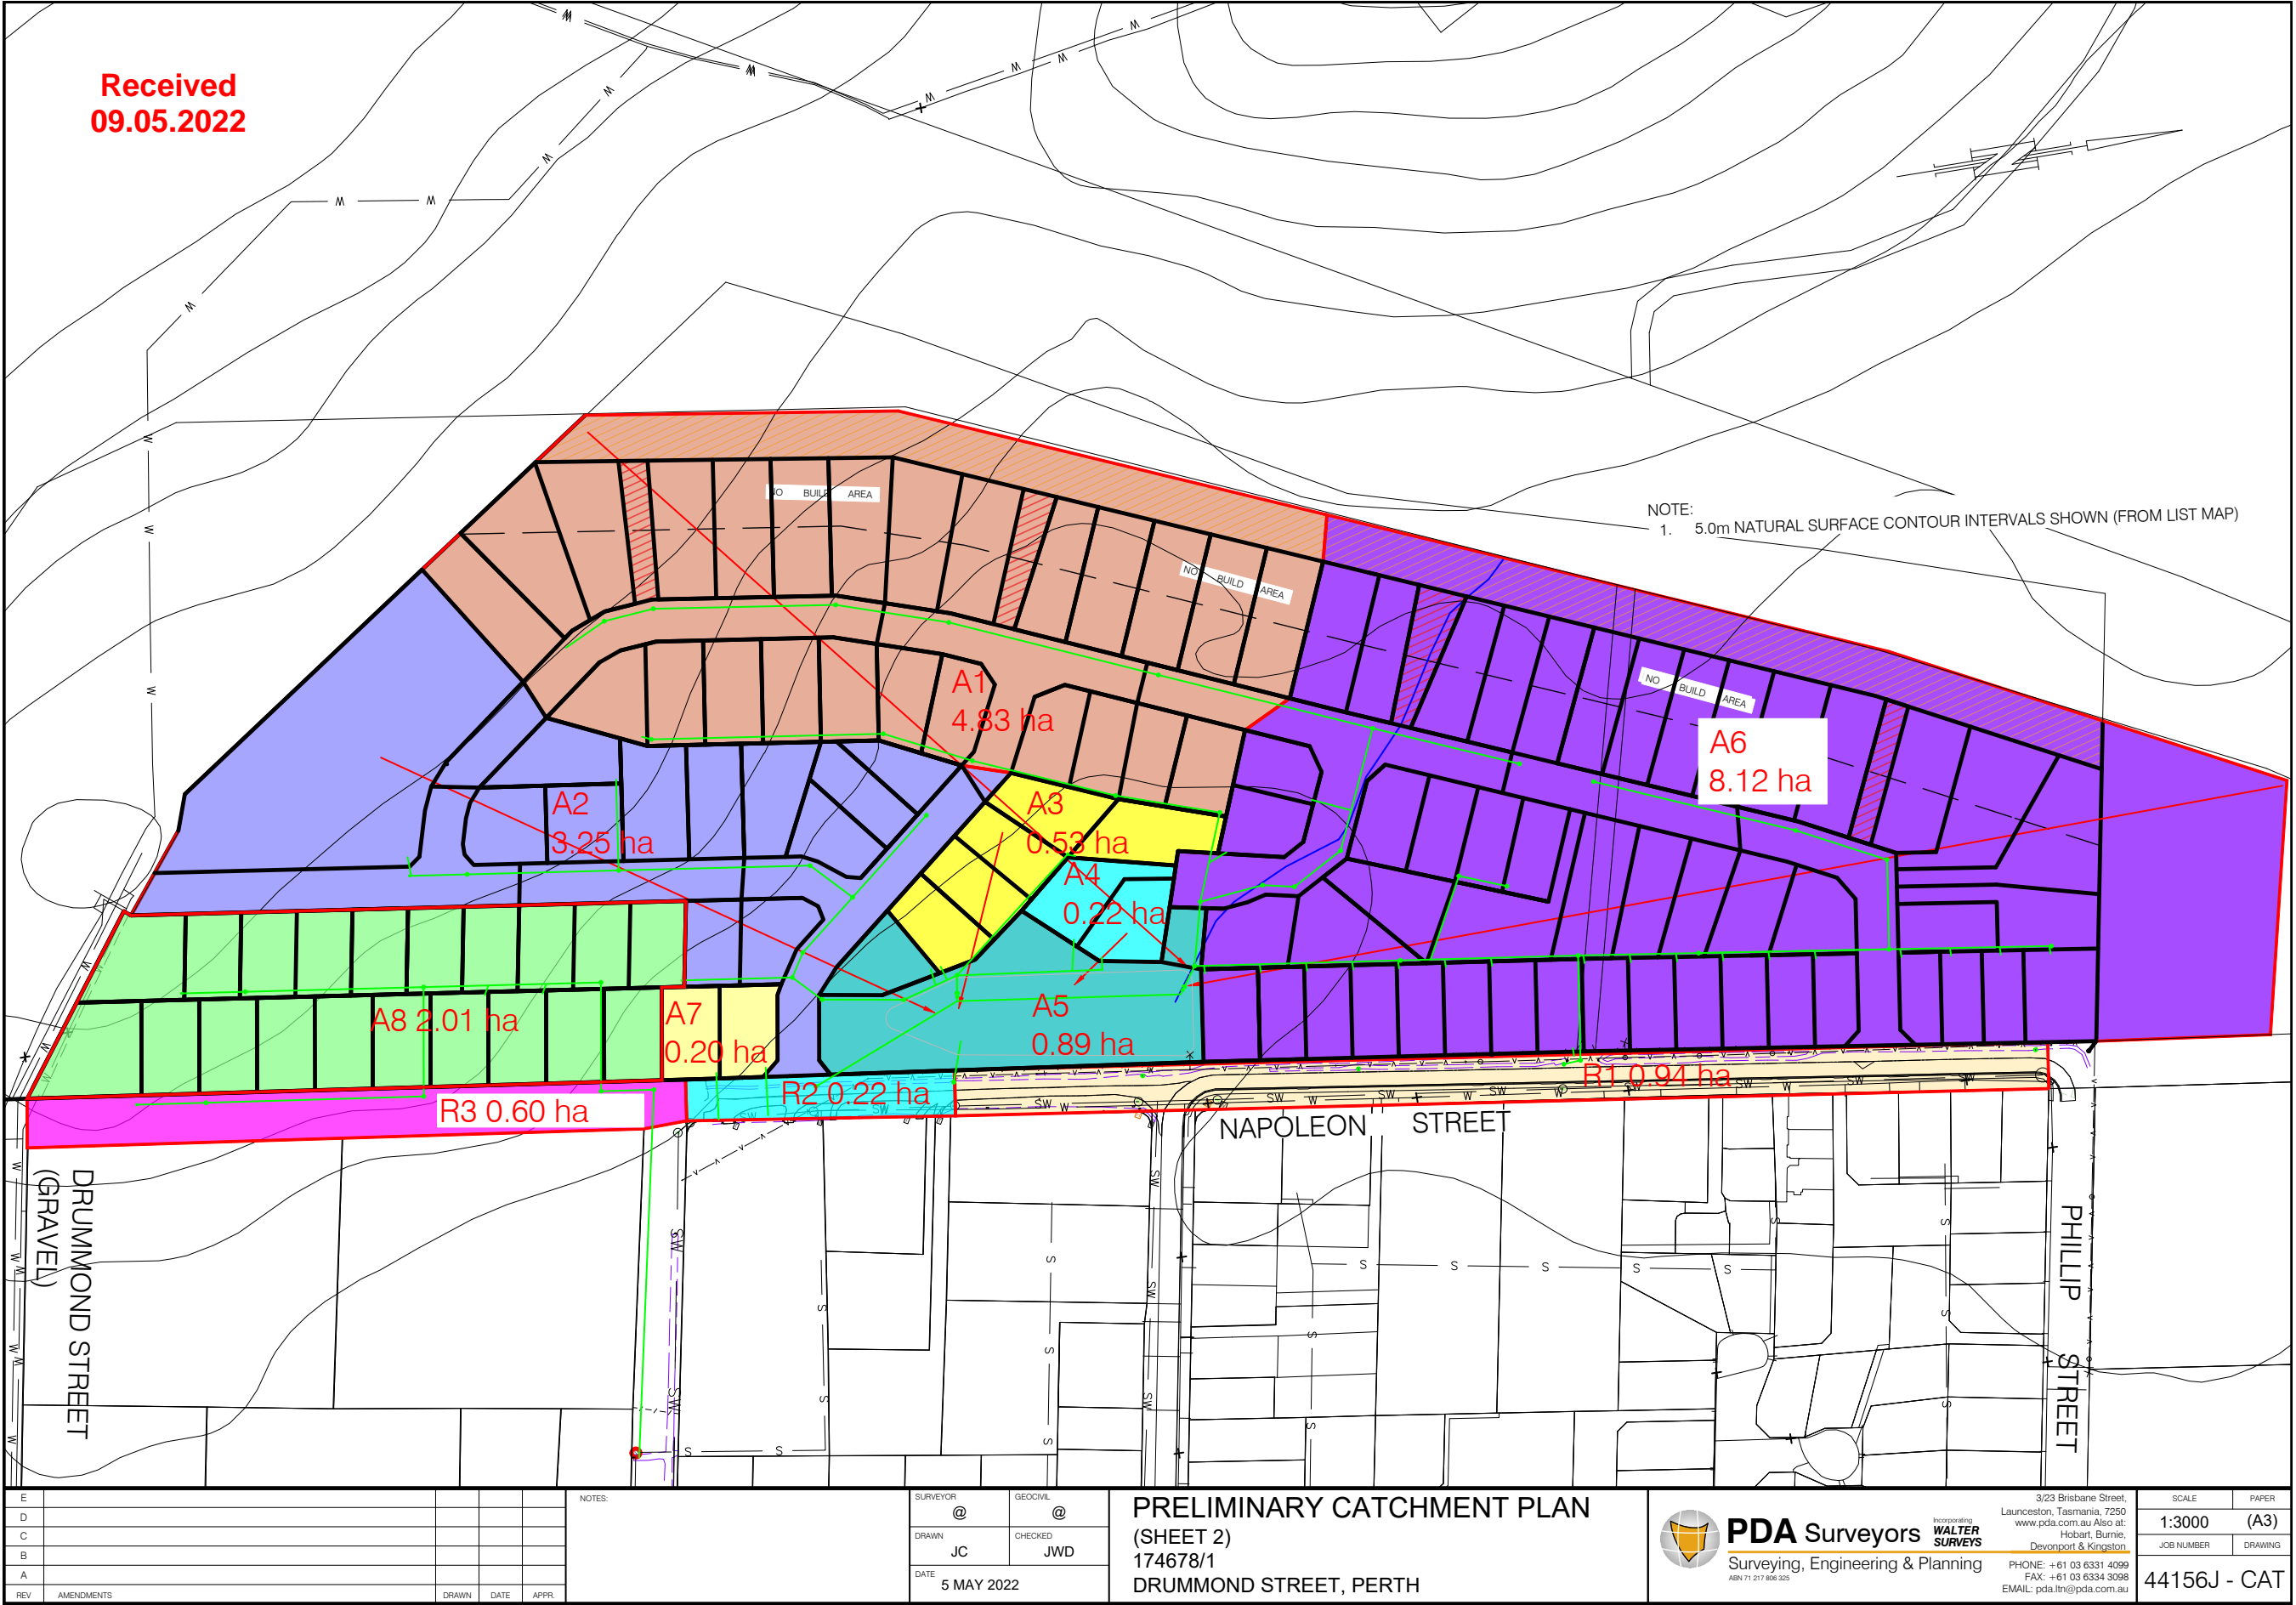 Received
09.05.2022
NOTE:
1. 5.0m NATURAL SURFACE CONTOUR INTERVALS SHOWN (FROM LIST MAP)
NO BUILD AREA
NO BUILD AREA
NO BUILD AREA
A1
4.83 ha
A6
8.12 ha
A2
3.25 ha
A3
0.53 ha
A4
0.22 ha
A5
0.89 ha
A7
0.20 ha
A8 2.01 ha
R1 0.94 ha
R2 0.22 ha
R3 0.60 ha
NAPOLEON STREET
DRUMMOND STREET
(GRAVEL)
PHILLIP STREET
E
D
C
B
A
REV AMENDMENTS DRAWN DATE APPR.
NOTES:
SURVEYOR GEOCIVIL
@ @
DRAWN CHECKED
JC JWD
DATE
5 MAY 2022
PRELIMINARY CATCHMENT PLAN
(SHEET 2)
174678/1
DRUMMOND STREET, PERTH
PDA Surveyors
Incorporating
WALTER
SURVEYS
Surveying, Engineering & Planning
ABN 71 217 806 325
3/23 Brisbane Street,
Launceston, Tasmania, 7250
www.pda.com.au Also at:
Hobart, Burnie,
Devonport & Kingston
PHONE: +61 03 6331 4099
FAX: +61 03 6334 3098
EMAIL: pda.ltn@pda.com.au
SCALE PAPER
1:3000 (A3)
JOB NUMBER DRAWING
44156J - CAT